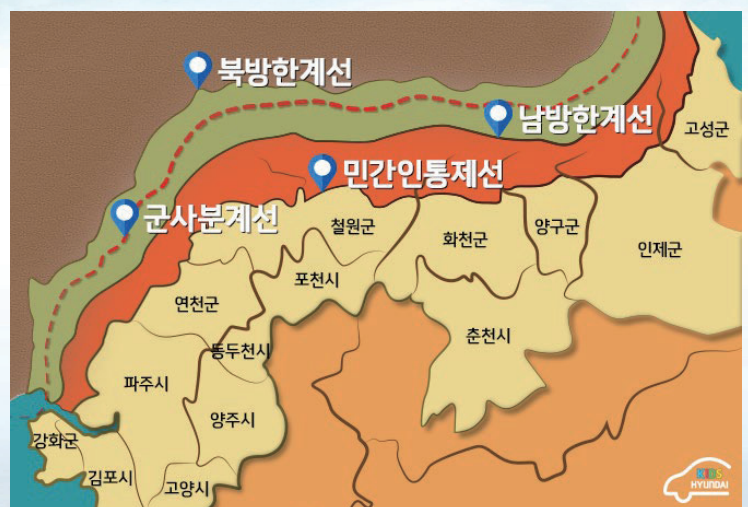 북방한계선
남방한계선
고성군
민간인통제선
군사분계선
철원군
화천군
양구군
인제군
연천군
포천시
춘천시
동두천시
파주시
양주시
강화군
김포시
고양시
KIDS
HYUNDAI